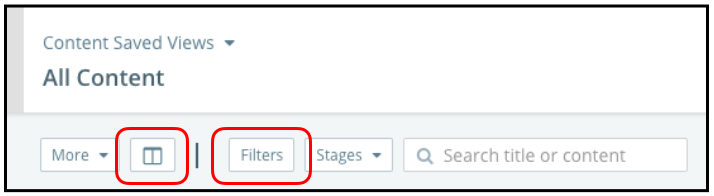 Content Saved Views
All Content
More | Filters Stages Search title or content